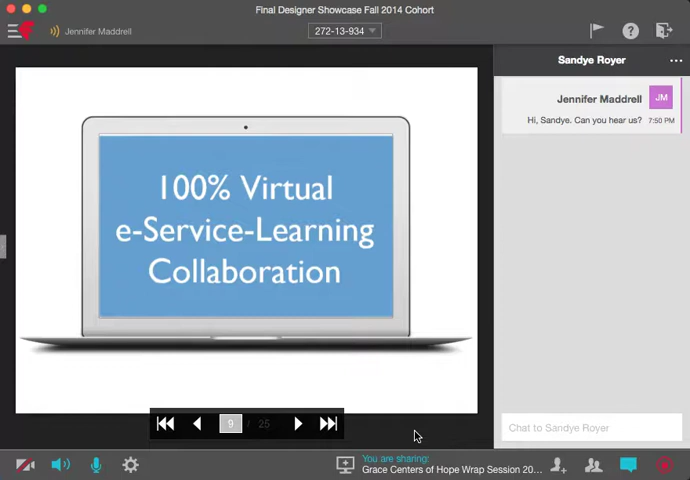 Final Designer Showcase Fall 2014 Cohort
Jennifer Maddrell
272-13-934
Sandye Royer
Jennifer Maddrell
JM
Hi, Sandye. Can you hear us?
7:50 PM
100% Virtual
e-Service-Learning
Collaboration
9 / 25
Chat to Sandye Royer
You are sharing:
Grace Centers of Hope Wrap Session 20...